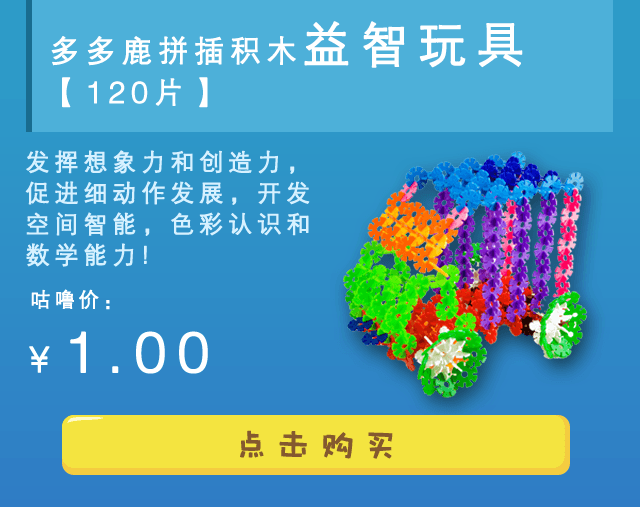 多多鹿拼插积木益智玩具
【120片】
发挥想象力和创造力，
促进细动作发展，开发
空间智能，色彩认识和
数学能力！
咕噜价：
￥1.00
点击购买